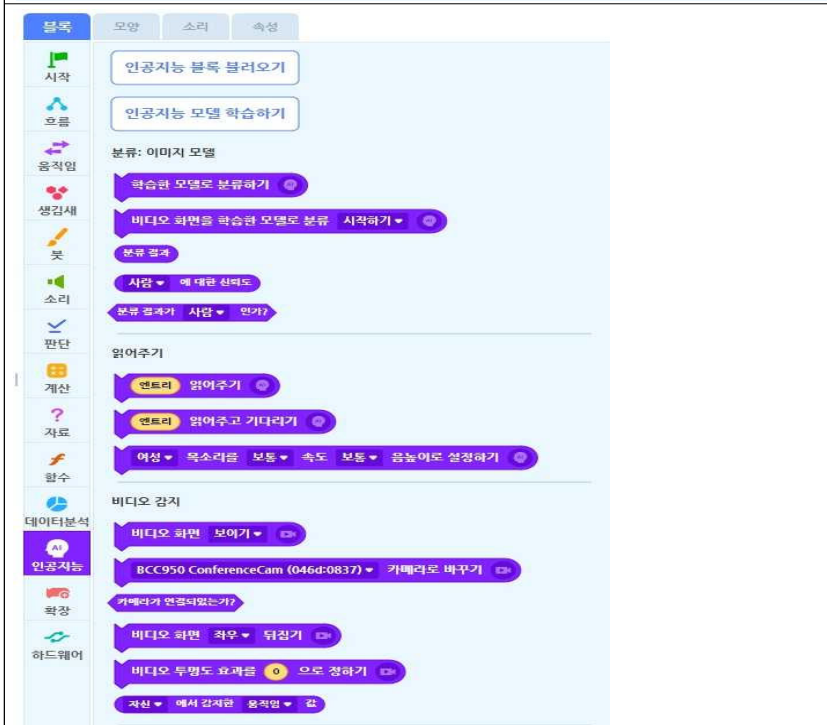 블록 모양 소리 속성
시작
흐름
움직임
생김새
붓
소리
판단
계산
자료
함수
데이터분석
AI
인공지능
확장
하드웨어
인공지능 블록 불러오기
인공지능 모델 학습하기
분류: 이미지 모델
학습한 모델로 분류하기
비디오 화면을 학습한 모델로 분류 시작하기
분류 결과
사람 에 대한 신뢰도
분류 결과가 사람 인가?
읽어주기
엔트리 읽어주기
엔트리 읽어주고 기다리기
여성 목소리를 보통 속도 보통 음높이로 설정하기
비디오 감지
비디오 화면 보이기
BCC950 ConferenceCam (046d:0837) 카메라로 바꾸기
카메라가 연결되었는가?
비디오 화면 좌우 뒤집기
비디오 투명도 효과를 0 으로 정하기
자신 에서 감지한 움직임 값